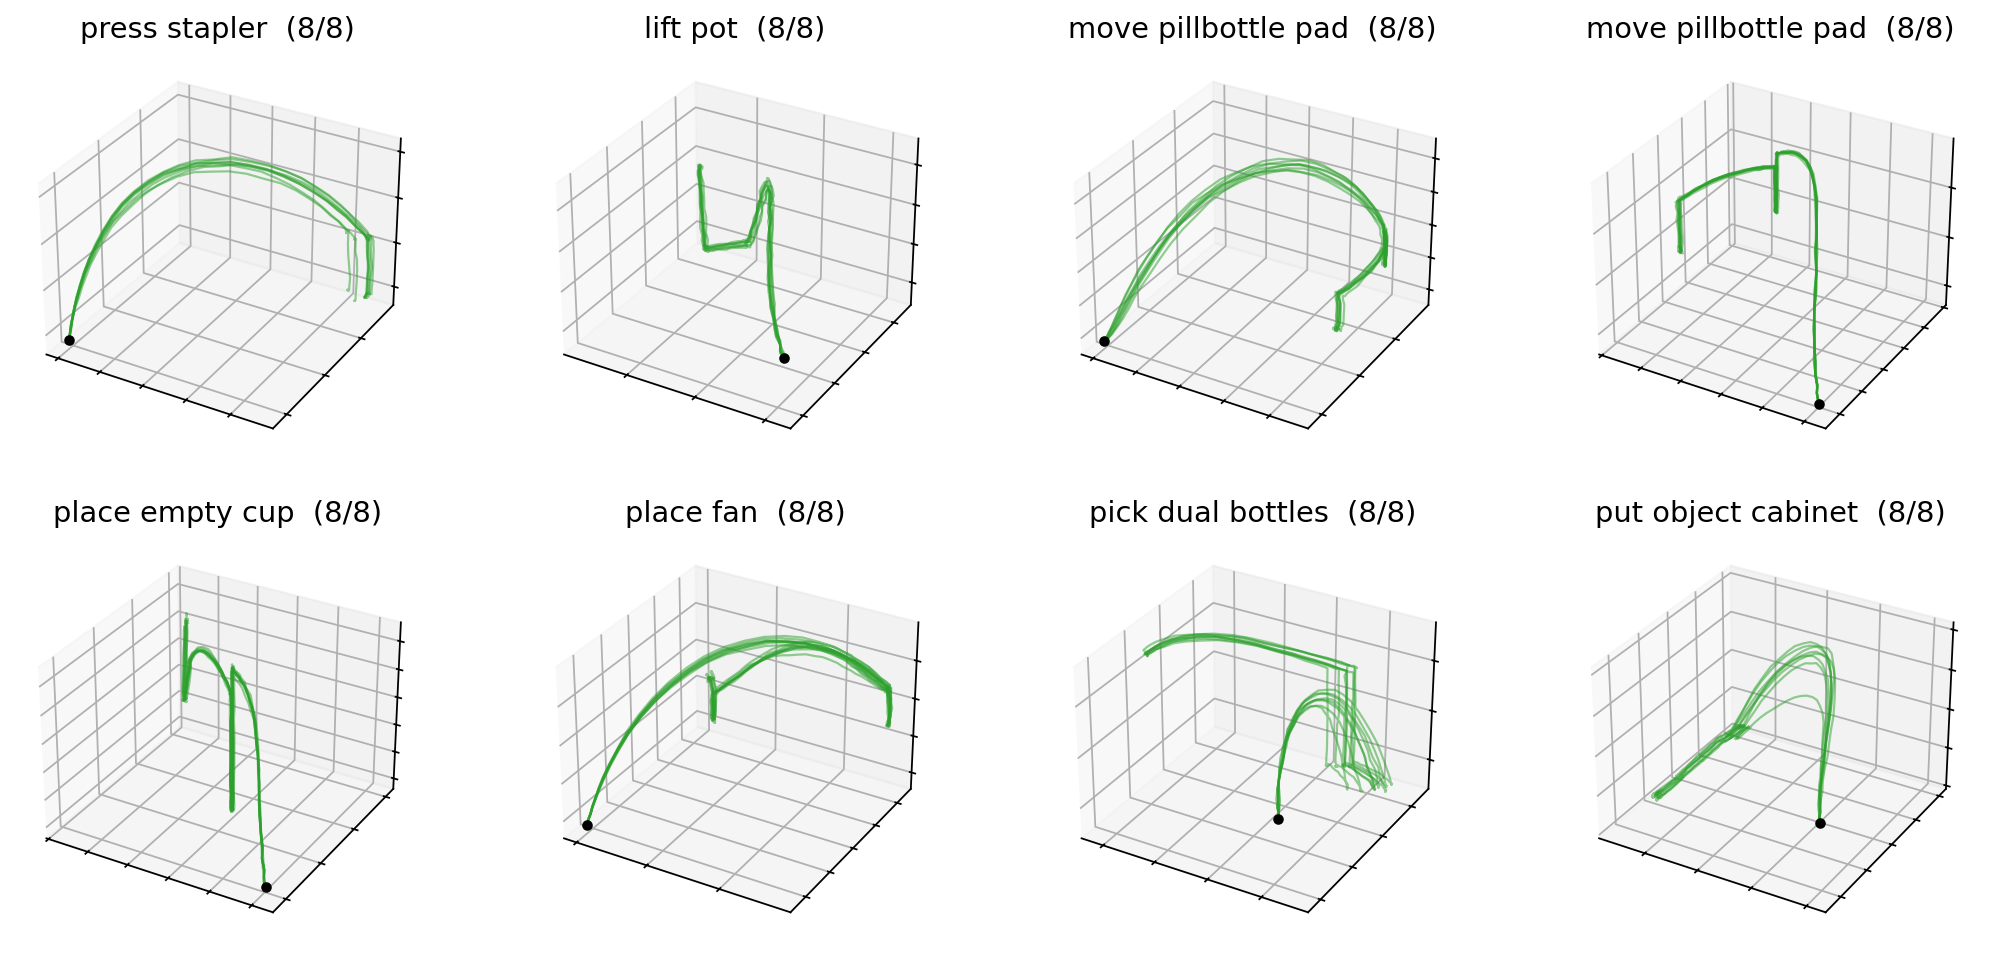 press stapler (8/8)
lift pot (8/8)
move pillbottle pad (8/8)
move pillbottle pad (8/8)
place empty cup (8/8)
place fan (8/8)
pick dual bottles (8/8)
put object cabinet (8/8)